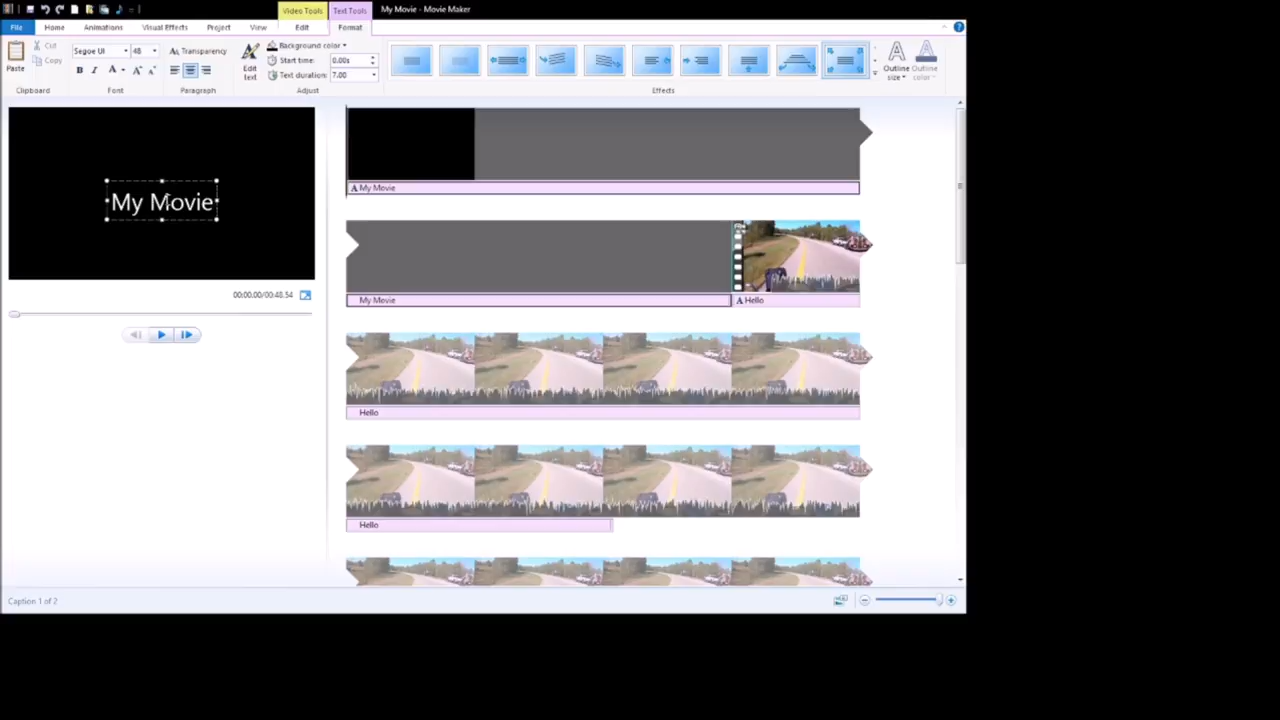 Video Tools Text Tools My Movie - Movie Maker
File Home Animations Visual Effects Project View Edit Format
Paste Cut Copy
Clipboard
Segoe UI 48
B I A A A
Font
Transparency
Paragraph
Edit text
Background color
Start time: 0.00s
Text duration: 7.00
Adjust
Effects
A Outline size
A Outline color
My Movie
00:00.00/00:48.54
A My Movie
My Movie
A Hello
Hello
Hello
Caption 1 of 2